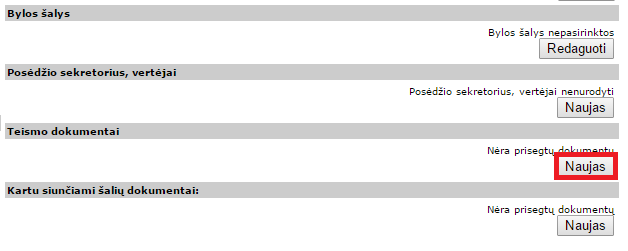 Bylos šalys
Bylos šalys nepasirinktos
Redaguoti
Posėdžio sekretorius, vertėjai
Posėdžio sekretorius, vertėjai nenurodyti
Naujas
Teismo dokumentai
Nėra prisegtų dokumentų
Naujas
Kartu siunčiami šalių dokumentai:
Nėra prisegtų dokumentų
Naujas